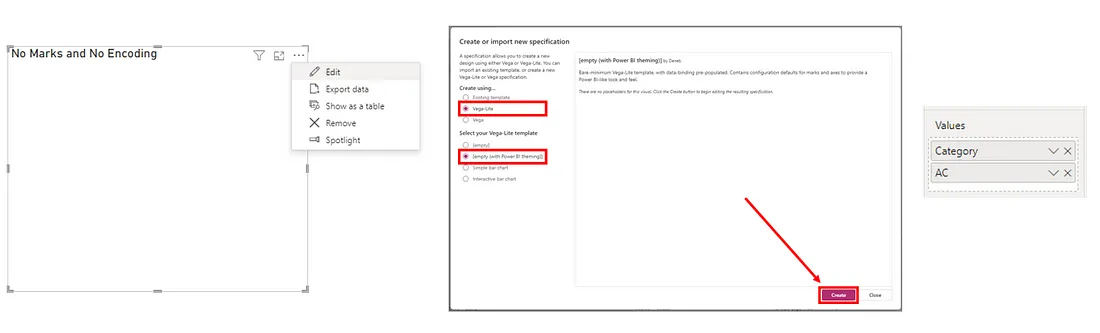 No Marks and No Encoding
Edit
Export data
Show as a table
Remove
Spotlight
Create or import new specification
A specification allows you to create a new
design using either Vega or Vega-Lite. You can
import an existing template, or create a new
Vega-Lite or Vega specification.
Create using...
Existing template
Vega-Lite
Vega
Select your Vega-Lite template
[empty]
[empty (with Power BI theming)]
Simple bar chart
Interactive bar chart
[empty (with Power BI theming)] by Deneb
Bare-minimum Vega-Lite template, with data-binding pre-populated. Contains configuration defaults for marks and axes to provide a
Power BI-like look and feel.
There are no placeholders for this visual. Click the Create button to begin editing the resulting specification.
Create
Close
Values
Category
AC